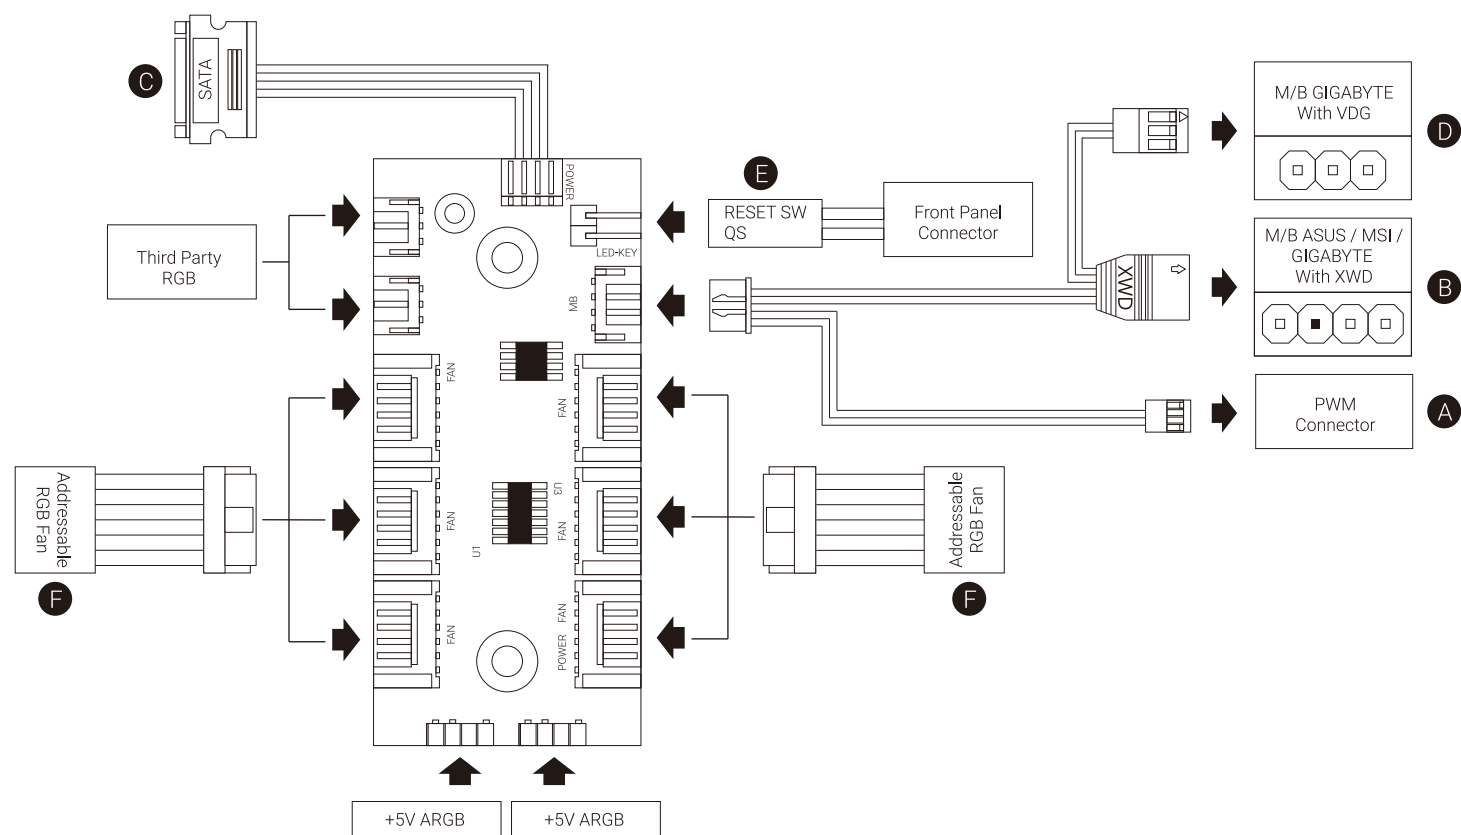 C
SATA
POWER
Third Party
RGB
LED-KEY
MB
E
RESET SW
QS
Front Panel
Connector
XWD
M/B GIGABYTE
With VDG
D
M/B ASUS / MSI /
GIGABYTE
With XWD
B
PWM
Connector
A
FAN
FAN
FAN
U3
FAN
U1
FAN
FAN
POWER
FAN
Addressable
RGB Fan
F
Addressable
RGB Fan
F
+5V ARGB
+5V ARGB